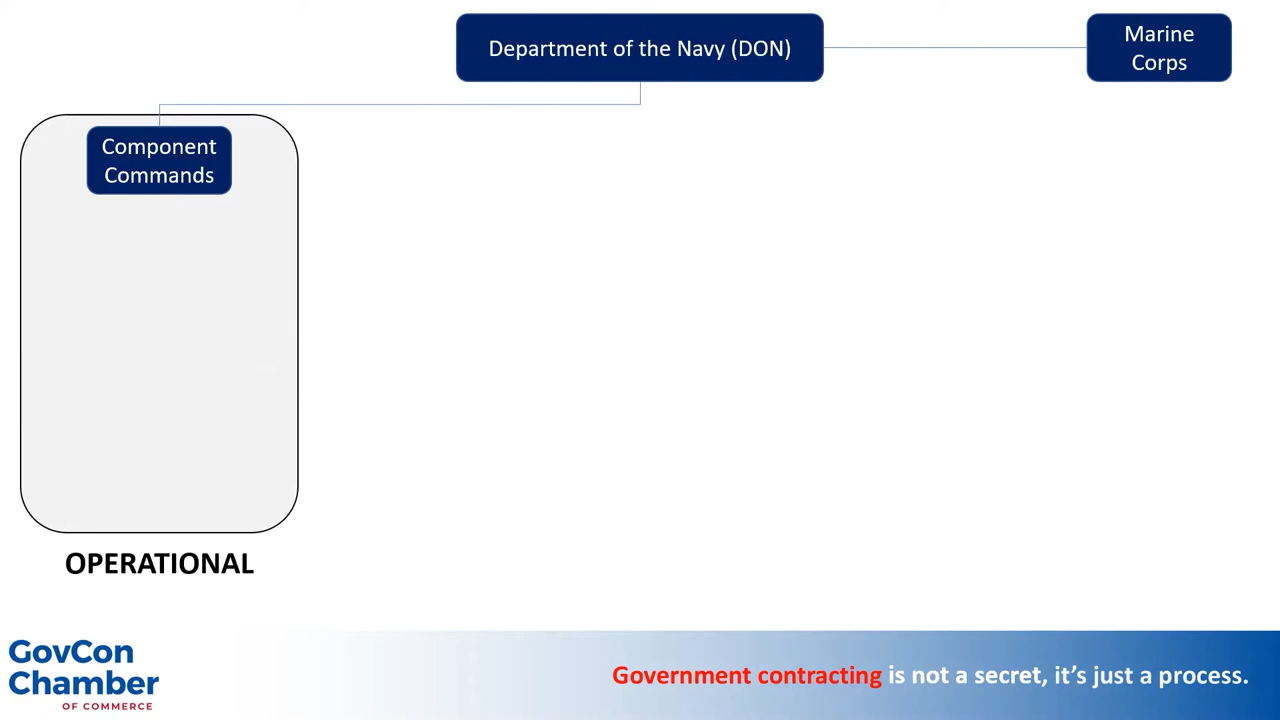 Department of the Navy (DON)
Marine
Corps
Component
Commands
OPERATIONAL
GovCon
Chamber
OF COMMERCE
Government contracting is not a secret, it's just a process.